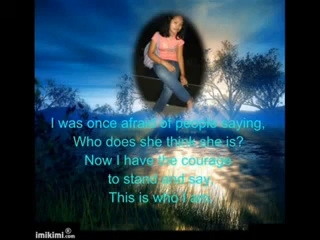 I was once afraid of people saying,
Who does she think she is?
Now I have the courage
to stand and say,
This is who I am.
imikimi.com